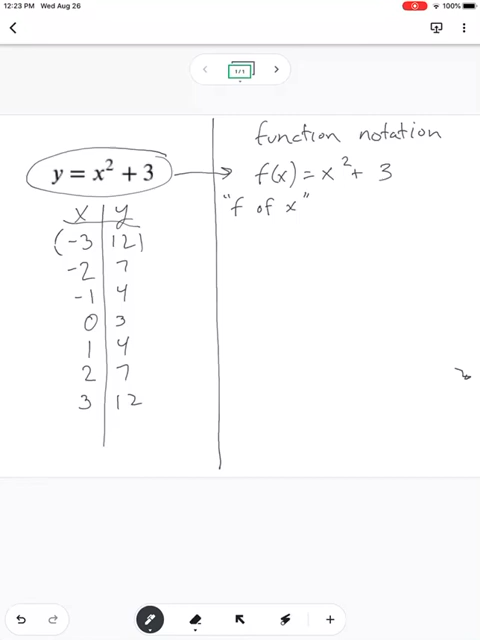 12:23 PM Wed Aug 26
100%
1/1
function notation
y = x² + 3
f(x) = x² + 3
"f of x"
x y
(-3 12)
-2 7
-1 4
0 3
1 4
2 7
3 12